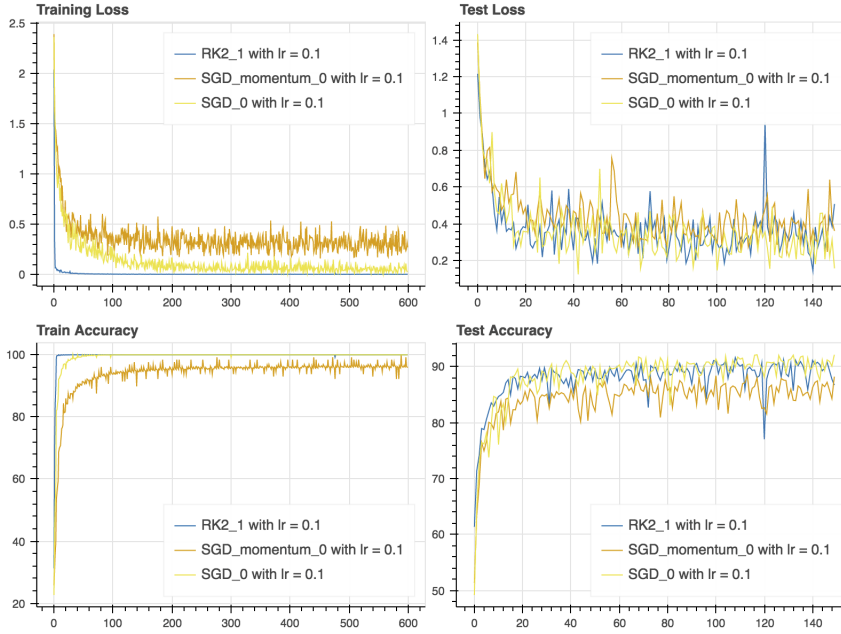 Training Loss
2.5
2
1.5
1
0.5
0
RK2_1 with lr = 0.1
SGD_momentum_0 with lr = 0.1
SGD_0 with lr = 0.1
0 100 200 300 400 500 600
Test Loss
1.4
1.2
1
0.8
0.6
0.4
0.2
RK2_1 with lr = 0.1
SGD_momentum_0 with lr = 0.1
SGD_0 with lr = 0.1
0 20 40 60 80 100 120 140
Train Accuracy
100
80
60
40
20
RK2_1 with lr = 0.1
SGD_momentum_0 with lr = 0.1
SGD_0 with lr = 0.1
0 100 200 300 400 500 600
Test Accuracy
90
80
70
60
50
RK2_1 with lr = 0.1
SGD_momentum_0 with lr = 0.1
SGD_0 with lr = 0.1
0 20 40 60 80 100 120 140